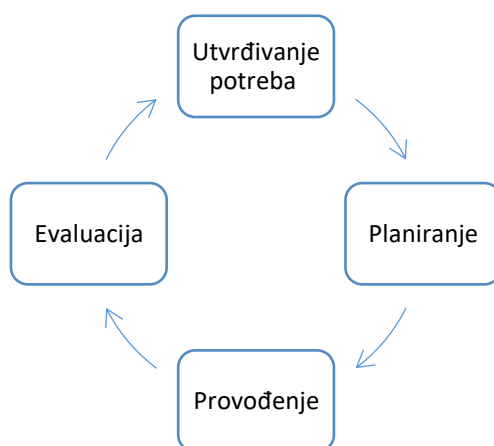 Utvrđivanje
potreba
Evaluacija
Planiranje
Provođenje